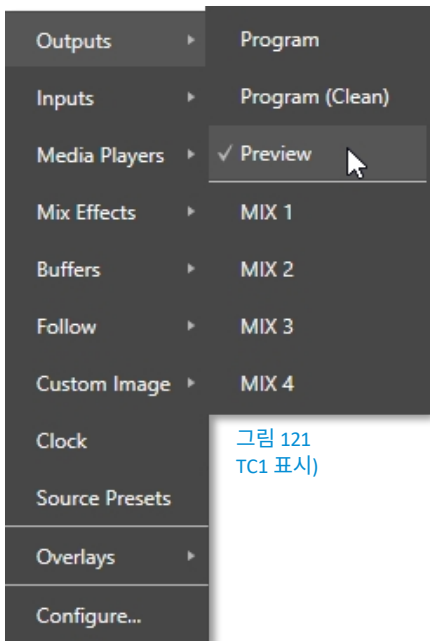 Outputs
Inputs
Media Players
Mix Effects
Buffers
Follow
Custom Image
Clock
Source Presets
Overlays
Configure...
Program
Program (Clean)
✓ Preview
MIX 1
MIX 2
MIX 3
MIX 4
그림 121
TC1 표시)